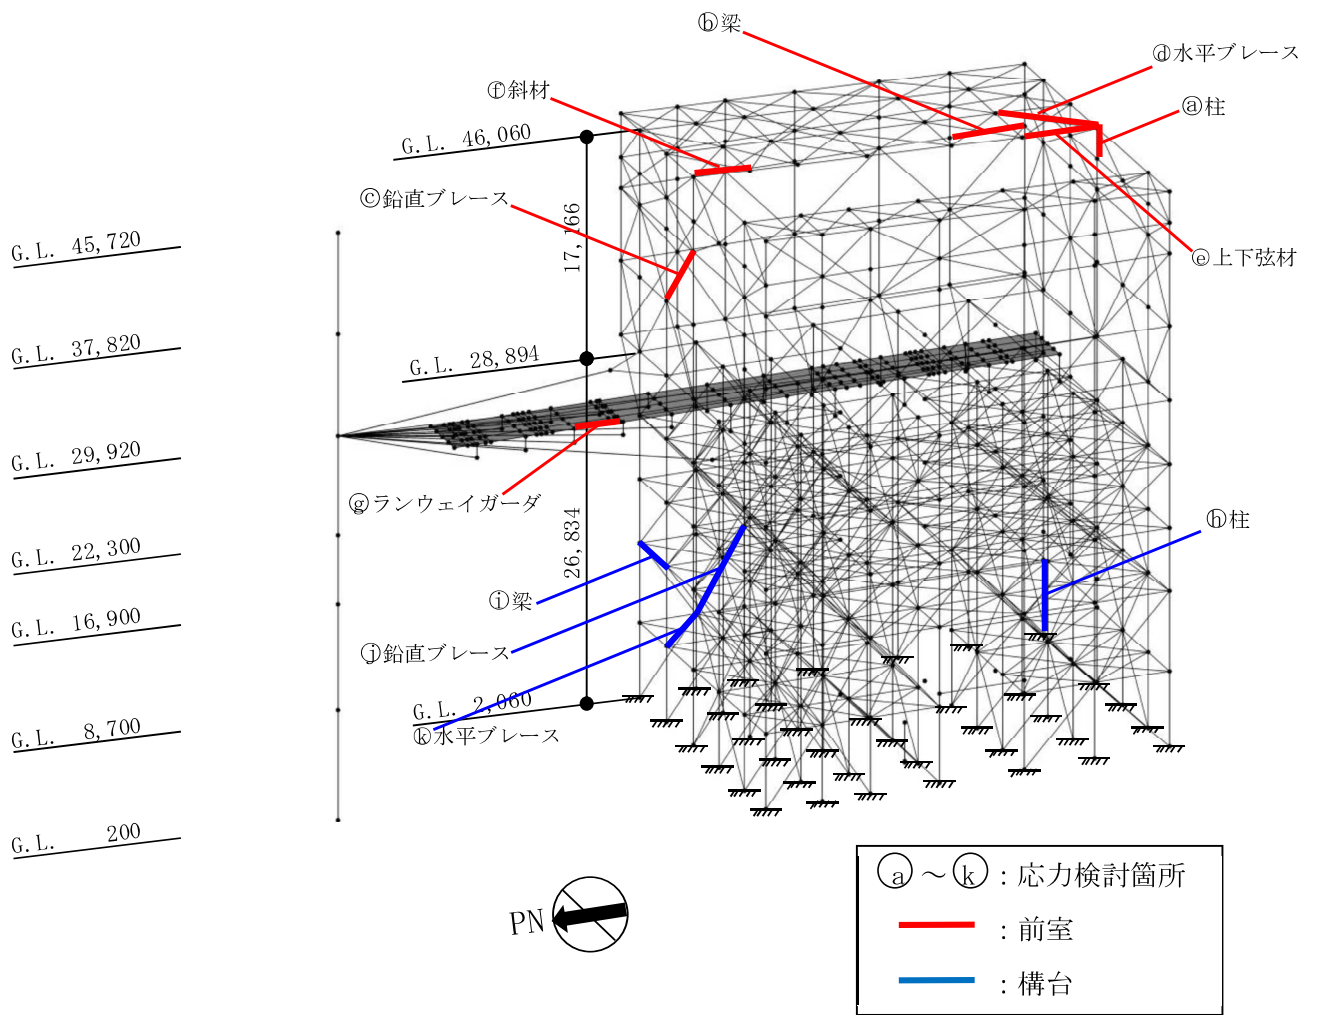 ⓑ梁
ⓓ水平ブレース
ⓕ斜材
ⓐ柱
G.L. 46,060
ⓒ鉛直ブレース
17,166
G.L. 45,720
ⓔ上下弦材
G.L. 37,820
G.L. 28,894
G.L. 29,920
ⓖランウェイガーダ
ⓗ柱
26,834
G.L. 22,300
ⓘ梁
G.L. 16,900
ⓙ鉛直ブレース
G.L. 2,060
ⓚ水平ブレース
G.L. 8,700
G.L. 200
PN
ⓐ～ⓚ：応力検討箇所
：前室
：構台